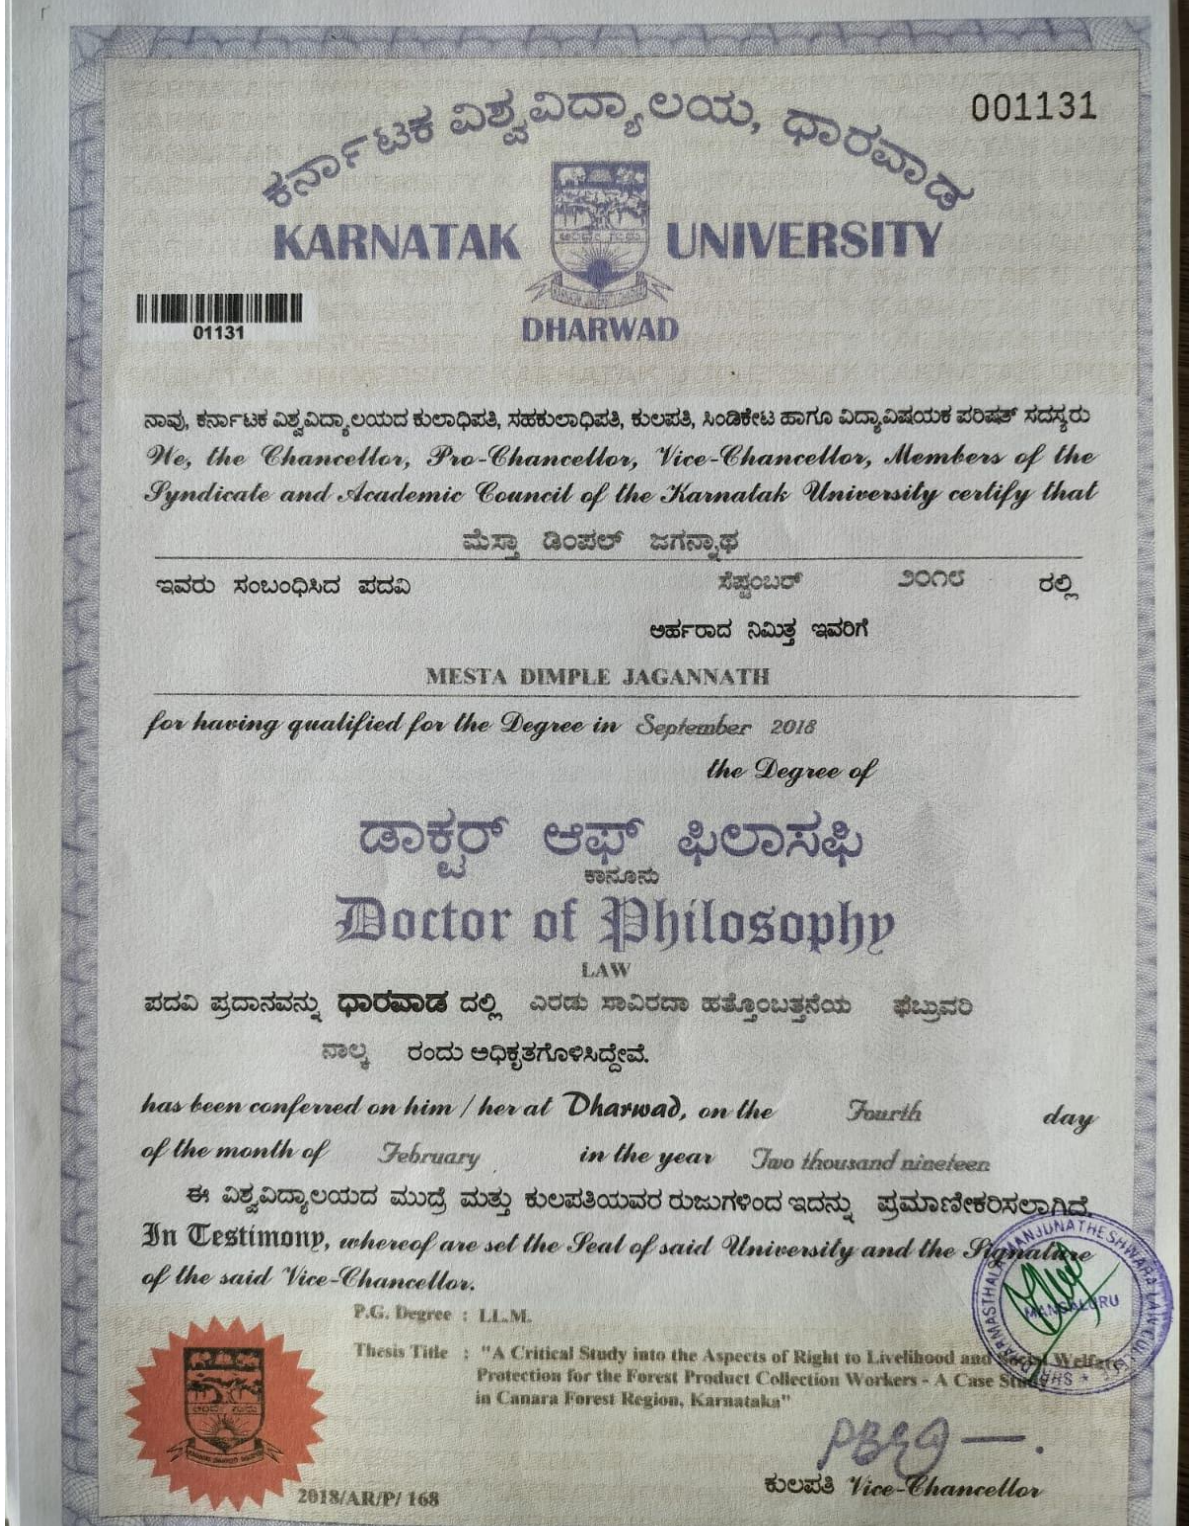 001131
ಕರ್ನಾಟಕ ವಿಶ್ವವಿದ್ಯಾಲಯ, ಧಾರವಾಡ
KARNATAK UNIVERSITY
DHARWAD
01131
ನಾವು, ಕರ್ನಾಟಕ ವಿಶ್ವವಿದ್ಯಾಲಯದ ಕುಲಾಧಿಪತಿ, ಸಹಕುಲಾಧಿಪತಿ, ಕುಲಪತಿ, ಸಿಂಡಿಕೇಟ ಹಾಗೂ ವಿದ್ಯಾವಿಷಯಕ ಪರಿಷತ್ ಸದಸ್ಯರು
We, the Chancellor, Pro-Chancellor, Vice-Chancellor, Members of the
Syndicate and Academic Council of the Karnatak University certify that
ಮೆಸ್ತಾ ಡಿಂಪಲ್ ಜಗನ್ನಾಥ
ಇವರು ಸಂಬಂಧಿಸಿದ ಪದವಿ ಸೆಪ್ಟಂಬರ್ ೨೦೧೮ ರಲ್ಲಿ
ಅರ್ಹರಾದ ನಿಮಿತ್ತ ಇವರಿಗೆ
MESTA DIMPLE JAGANNATH
for having qualified for the Degree in September 2018
the Degree of
ಡಾಕ್ಟರ್ ಆಫ್ ಫಿಲಾಸಫಿ
ಕಾನೂನು
Doctor of Philosophy
LAW
ಪದವಿ ಪ್ರದಾನವನ್ನು ಧಾರವಾಡ ದಲ್ಲಿ ಎರಡು ಸಾವಿರದಾ ಹತ್ತೊಂಬತ್ತನೆಯ ಫೆಬ್ರುವರಿ
ನಾಲ್ಕ ರಂದು ಅಧಿಕೃತಗೊಳಿಸಿದ್ದೇವೆ.
has been conferred on him / her at Dharwad, on the Fourth day
of the month of February in the year Two thousand nineteen
ಈ ವಿಶ್ವವಿದ್ಯಾಲಯದ ಮುದ್ರೆ ಮತ್ತು ಕುಲಪತಿಯವರ ರುಜುಗಳಿಂದ ಇದನ್ನು ಪ್ರಮಾಣೀಕರಿಸಲಾಗಿದೆ.
In Testimony, whereof are set the Seal of said University and the Signature
of the said Vice-Chancellor.
MANJUNATHESHWARA LAW
MANGALURU
P.G. Degree : LL.M.
Thesis Title : "A Critical Study into the Aspects of Right to Livelihood and Social Welfare
Protection for the Forest Product Collection Workers - A Case Study
in Canara Forest Region, Karnataka"
ಕುಲಪತಿ Vice-Chancellor
2018/AR/P/ 168